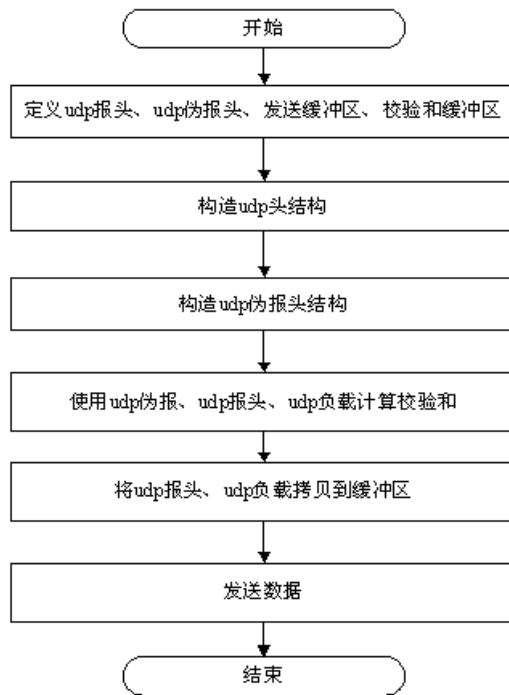 开始
定义udp报头、udp伪报头、发送缓冲区、校验和缓冲区
构造udp头结构
构造udp伪报头结构
使用udp伪报、udp报头、udp负载计算校验和
将udp报头、udp负载拷贝到缓冲区
发送数据
结束